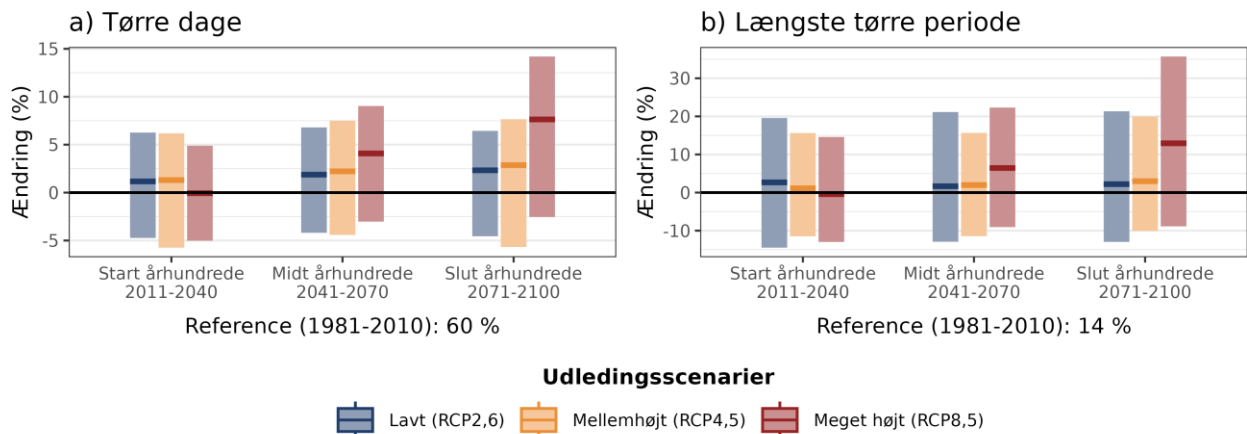 a) Tørre dage
Ændring (%)
15
10
5
0
-5
Start århundrede
2011-2040
Midt århundrede
2041-2070
Slut århundrede
2071-2100
Reference (1981-2010): 60 %
b) Længste tørre periode
Ændring (%)
30
20
10
0
-10
Start århundrede
2011-2040
Midt århundrede
2041-2070
Slut århundrede
2071-2100
Reference (1981-2010): 14 %
Udledingsscenarier
Lavt (RCP2,6)
Mellemhøjt (RCP4,5)
Meget højt (RCP8,5)